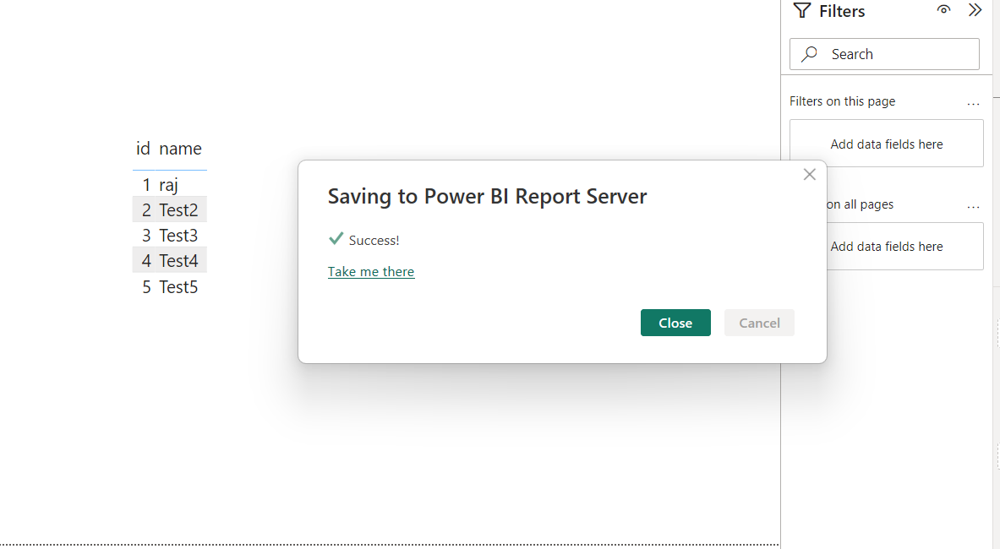 Filters
Search
Filters on this page
...
Add data fields here
id name
1 raj
2 Test2
3 Test3
4 Test4
5 Test5
Saving to Power BI Report Server
Success!
Take me there
Close
Cancel
on all pages
...
Add data fields here